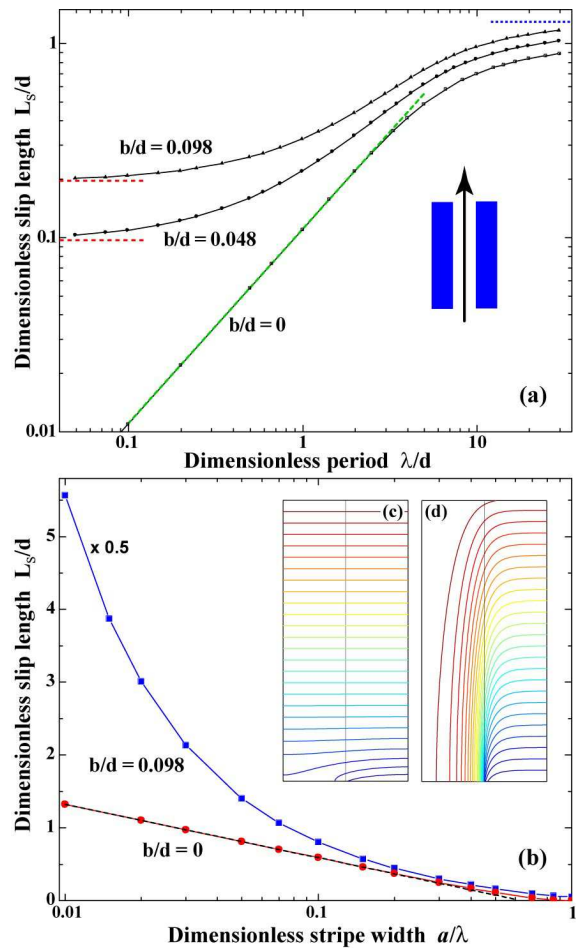 1
0.1
0.01
Dimensionless slip length L_S/d
b/d = 0.098
b/d = 0.048
b/d = 0
(a)
0.1
1
10
Dimensionless period λ/d
5
4
3
2
1
0
Dimensionless slip length L_S/d
x 0.5
(c)
(d)
b/d = 0.098
b/d = 0
(b)
0.01
0.1
1
Dimensionless stripe width a/λ